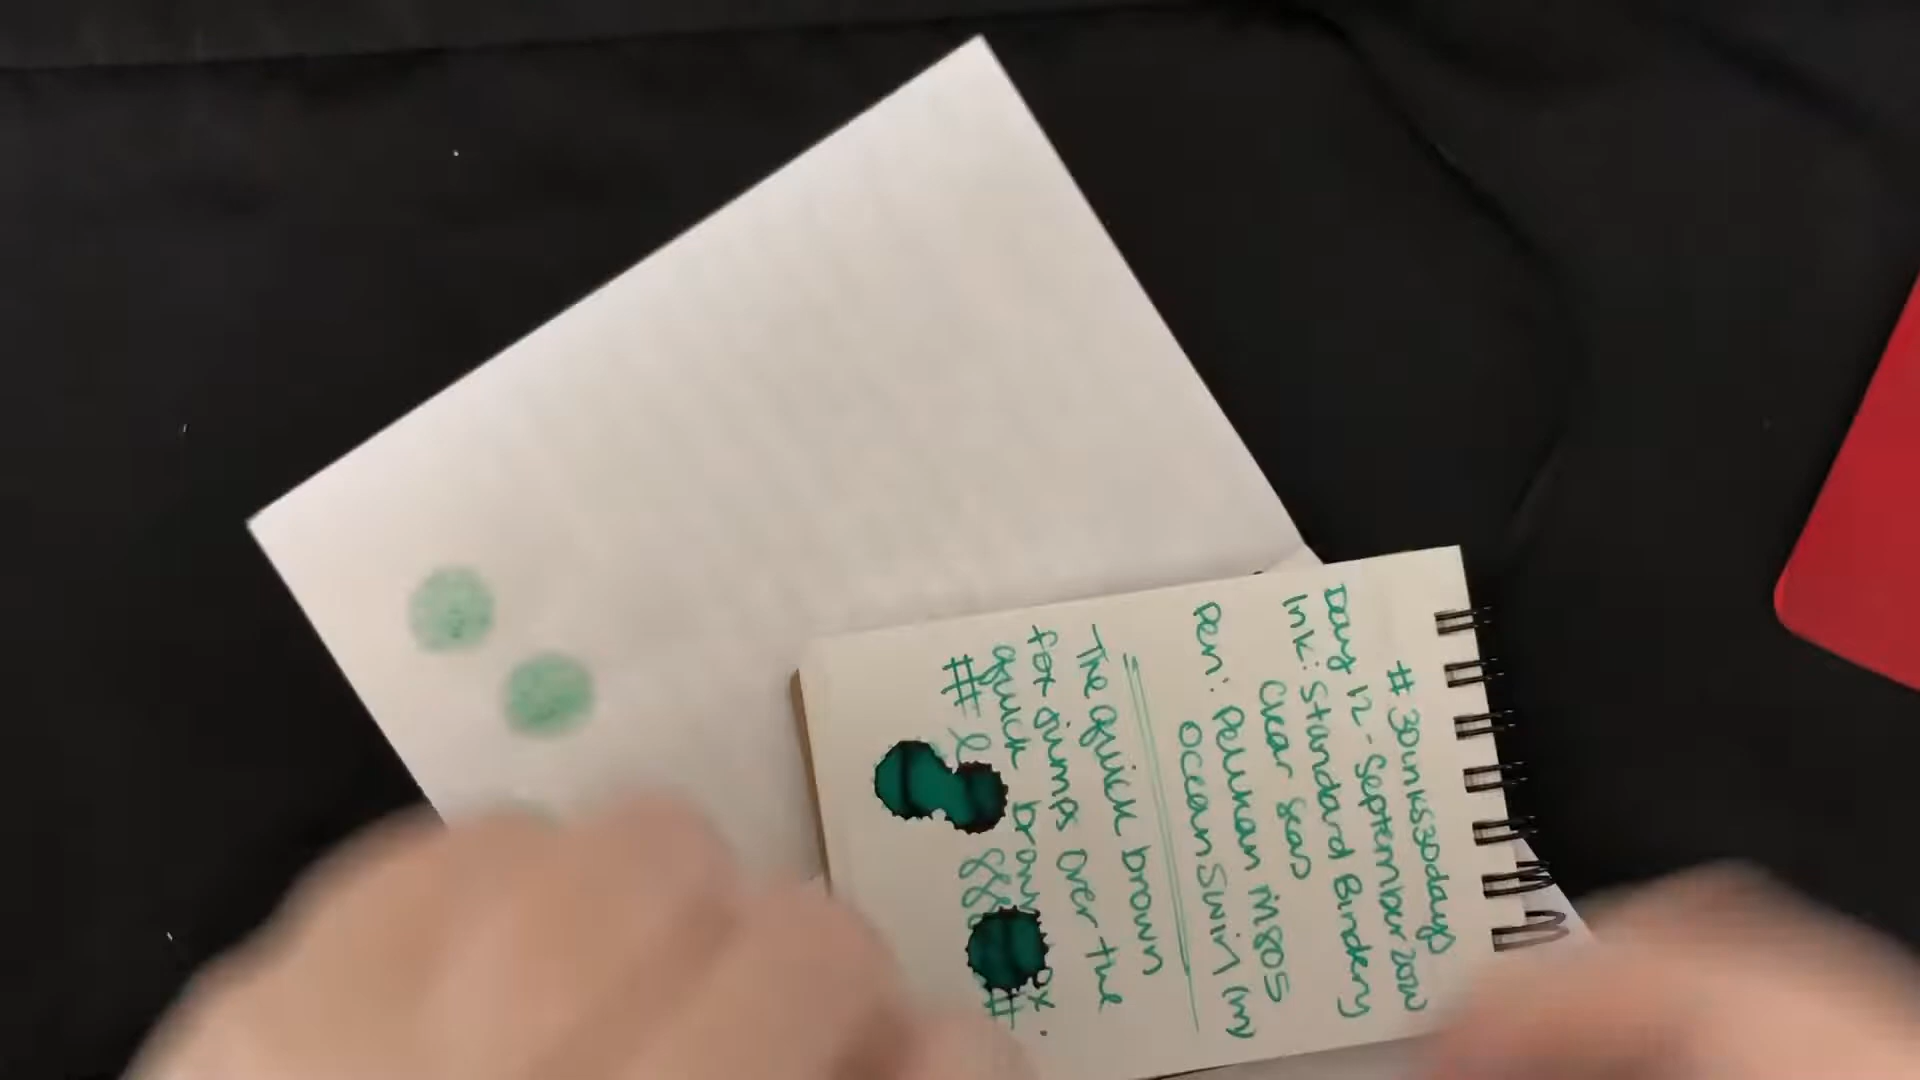 #30inks30days
Day 12 - September 2020
Ink: Standard Bindery
Clear Seas
Pen: Pelikan M805
Ocean Swirl (m)
The quick brown
fox jumps over the
quick brown